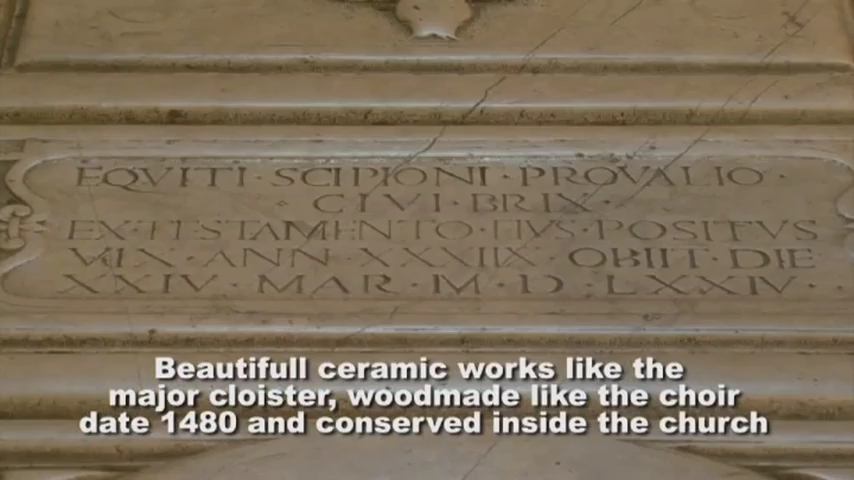 EQVITI · SCIPIONI · PROVALIO ·
CIVI · BRIX ·
EX · TESTAMENTO · EIVS · POSITVS
VIX · ANN · XXXIIX · OBIIT · DIE
XXIV · MAR · M · D · LXXIV ·
Beautifull ceramic works like the
major cloister, woodmade like the choir
date 1480 and conserved inside the church